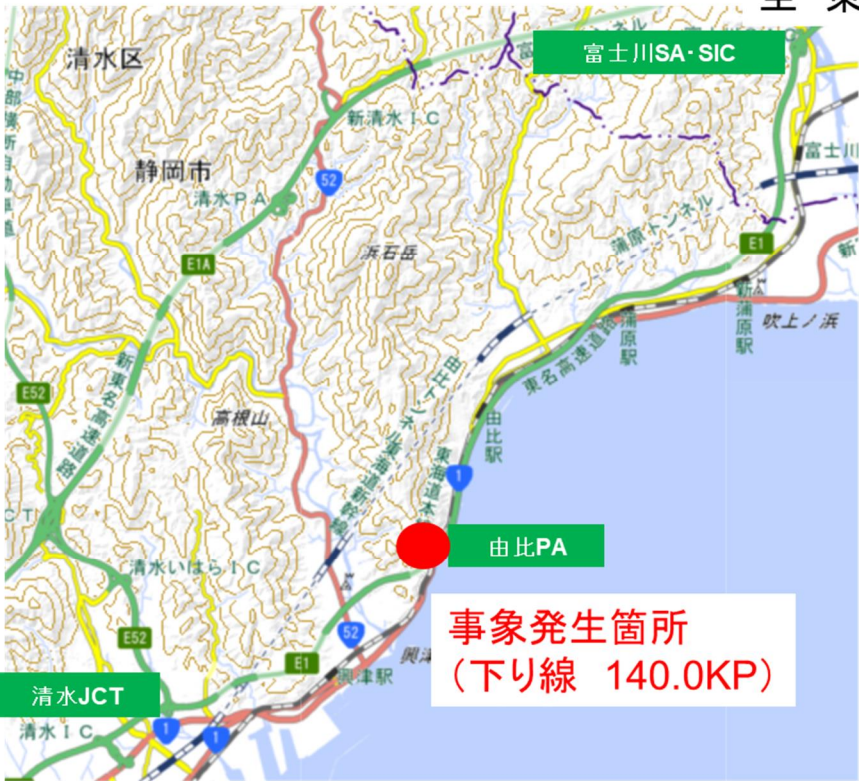 清水区
富士川SA・SIC
新清水IC
富士川
静岡市
52
清水PA
蒲原トンネル
浜石岳
E1A
E1
新蒲原駅
吹上ノ浜
蒲原駅
東名高速道路
新東名高速道路
E52
高根山
由比トンネル
東海道新幹線
東海道本
由比駅
1
由比PA
清水いはらIC
事象発生箇所
（下り線 140.0KP）
E52
52
E1
興津駅
清水JCT
清水IC
1
1